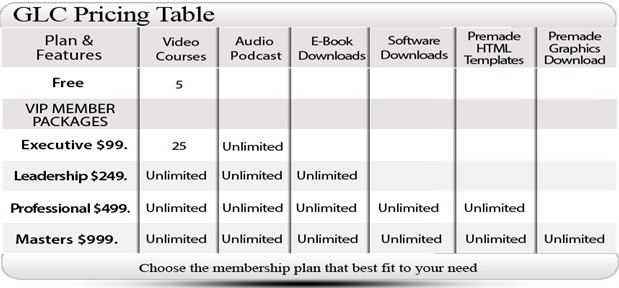 GLC Pricing Table
Plan & Features Video Courses Audio Podcast E-Book Downloads Software Downloads Premade HTML Templates Premade Graphics Download
Free 5
VIP MEMBER PACKAGES
Executive $99. 25 Unlimited
Leadership $249. Unlimited Unlimited Unlimited
Professional $499. Unlimited Unlimited Unlimited Unlimited Unlimited
Masters $999. Unlimited Unlimited Unlimited Unlimited Unlimited Unlimited
Choose the membership plan that best fit to your need